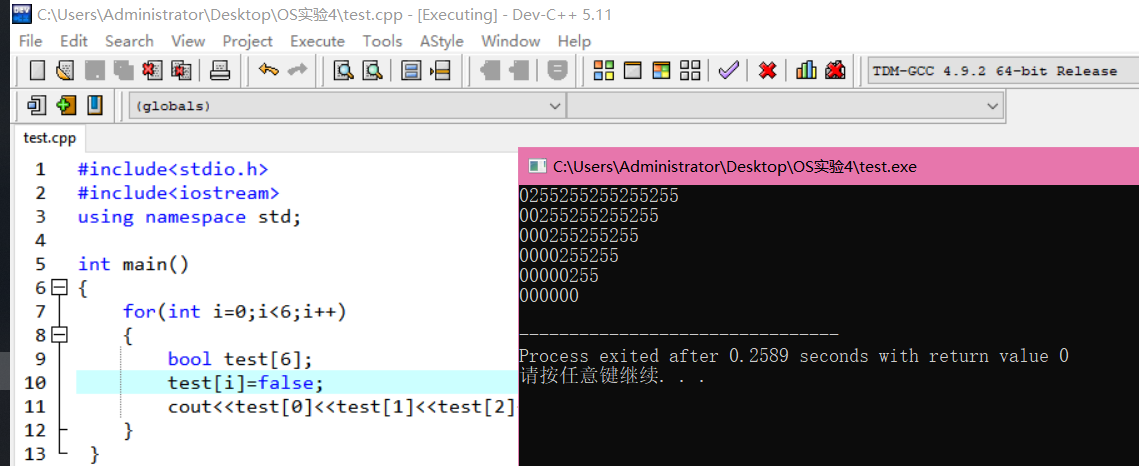 C:\Users\Administrator\Desktop\OS实验4\test.cpp - [Executing] - Dev-C++ 5.11
File Edit Search View Project Execute Tools AStyle Window Help
TDM-GCC 4.9.2 64-bit Release
(globals)
test.cpp
1 #include<stdio.h>
2 #include<iostream>
3 using namespace std;
4
5 int main()
6 {
7 for(int i=0;i<6;i++)
8 {
9 bool test[6];
10 test[i]=false;
11 cout<<test[0]<<test[1]<<test[2]
12 }
13 }
C:\Users\Administrator\Desktop\OS实验4\test.exe
0255255255255255
00255255255255
000255255255
0000255255
00000255
000000
--------------------------------
Process exited after 0.2589 seconds with return value 0
请按任意键继续. . .